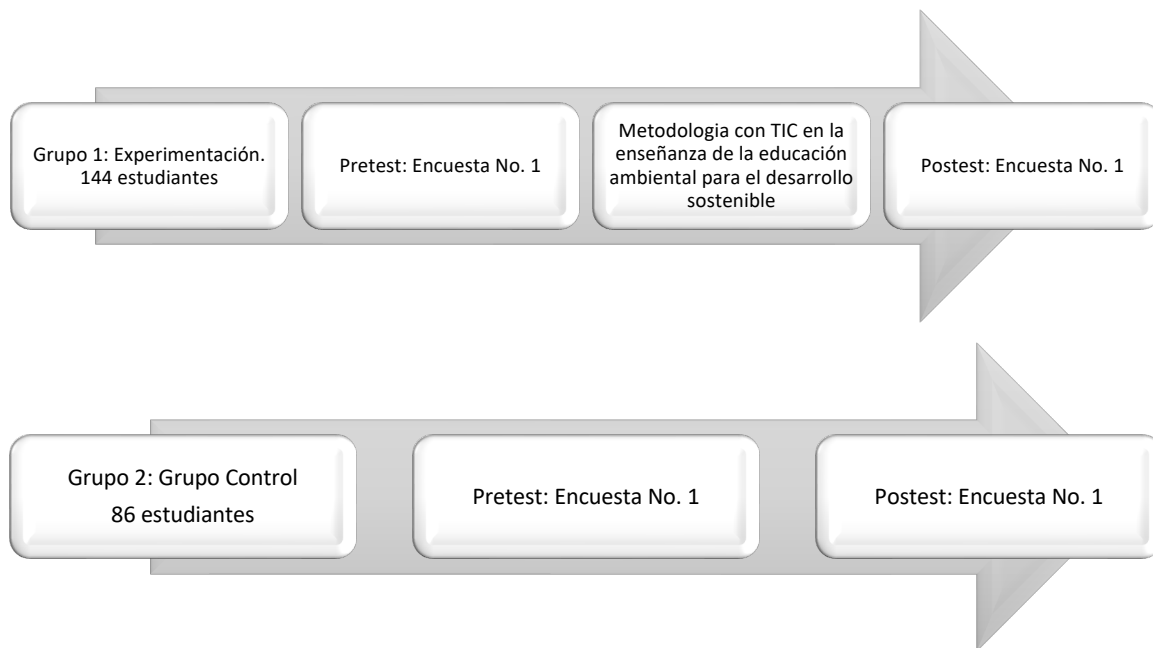 Grupo 1: Experimentación.
144 estudiantes
Pretest: Encuesta No. 1
Metodologia con TIC en la
enseñanza de la educación
ambiental para el desarrollo
sostenible
Postest: Encuesta No. 1
Grupo 2: Grupo Control
86 estudiantes
Pretest: Encuesta No. 1
Postest: Encuesta No. 1